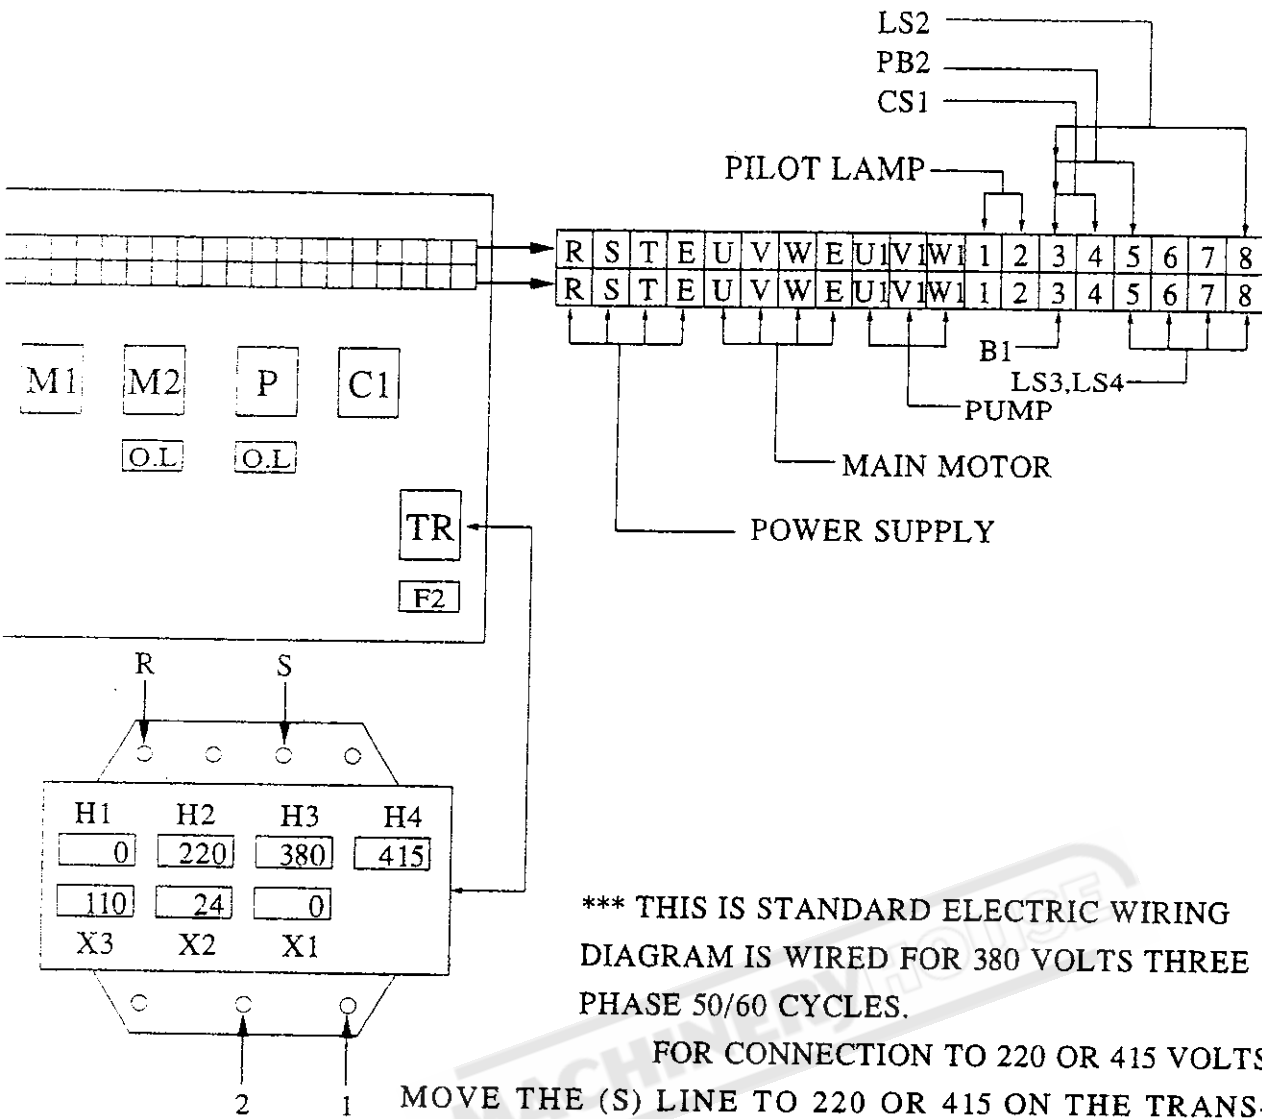 LS2
PB2
CS1
PILOT LAMP
R S T E U V W E U1 V1 W1 1 2 3 4 5 6 7 8
R S T E U V W E U1 V1 W1 1 2 3 4 5 6 7 8
B1
LS3,LS4
PUMP
MAIN MOTOR
POWER SUPPLY
M1 M2 P C1
O.L O.L
TR
F2
R S
H1 H2 H3 H4
0 220 380 415
110 24 0
X3 X2 X1
2 1
*** THIS IS STANDARD ELECTRIC WIRING
DIAGRAM IS WIRED FOR 380 VOLTS THREE
PHASE 50/60 CYCLES.
FOR CONNECTION TO 220 OR 415 VOLTS
MOVE THE (S) LINE TO 220 OR 415 ON THE TRANS-
MACHINERYHOUSE